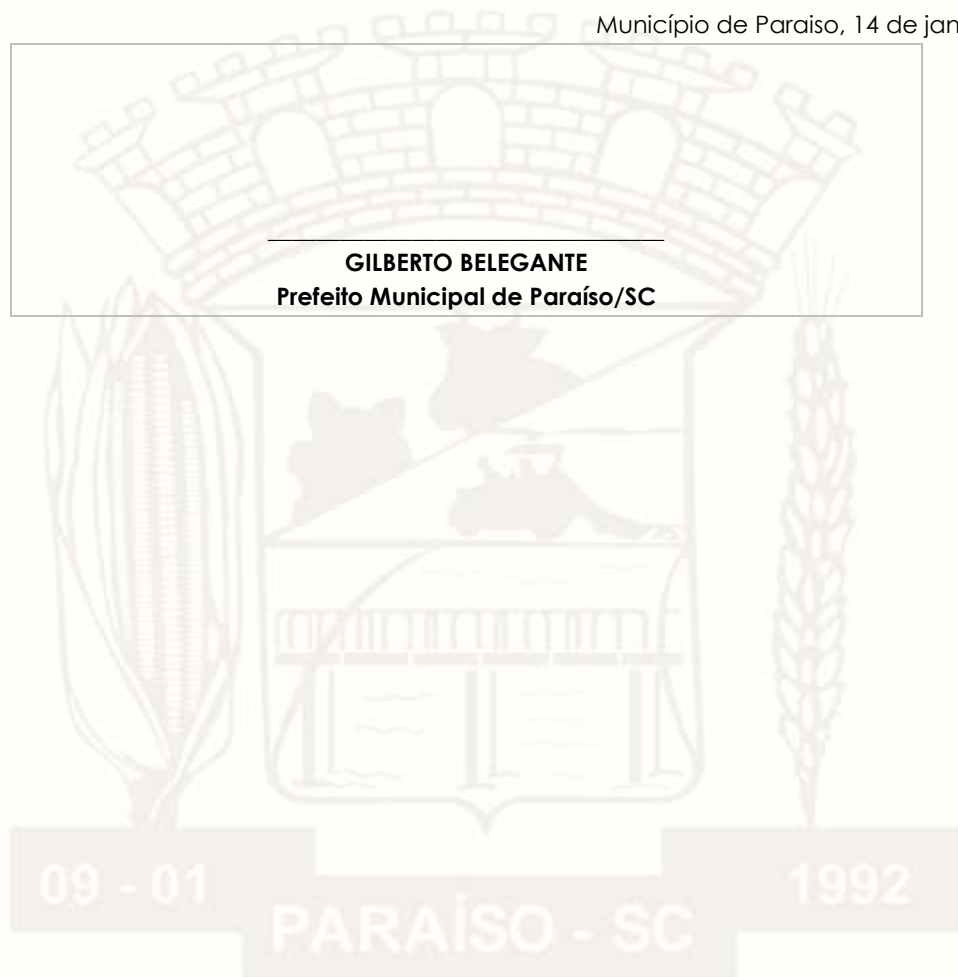 Município de Paraiso, 14 de jan
GILBERTO BELEGANTE
Prefeito Municipal de Paraíso/SC
09 - 01
1992
PARAÍSO - SC